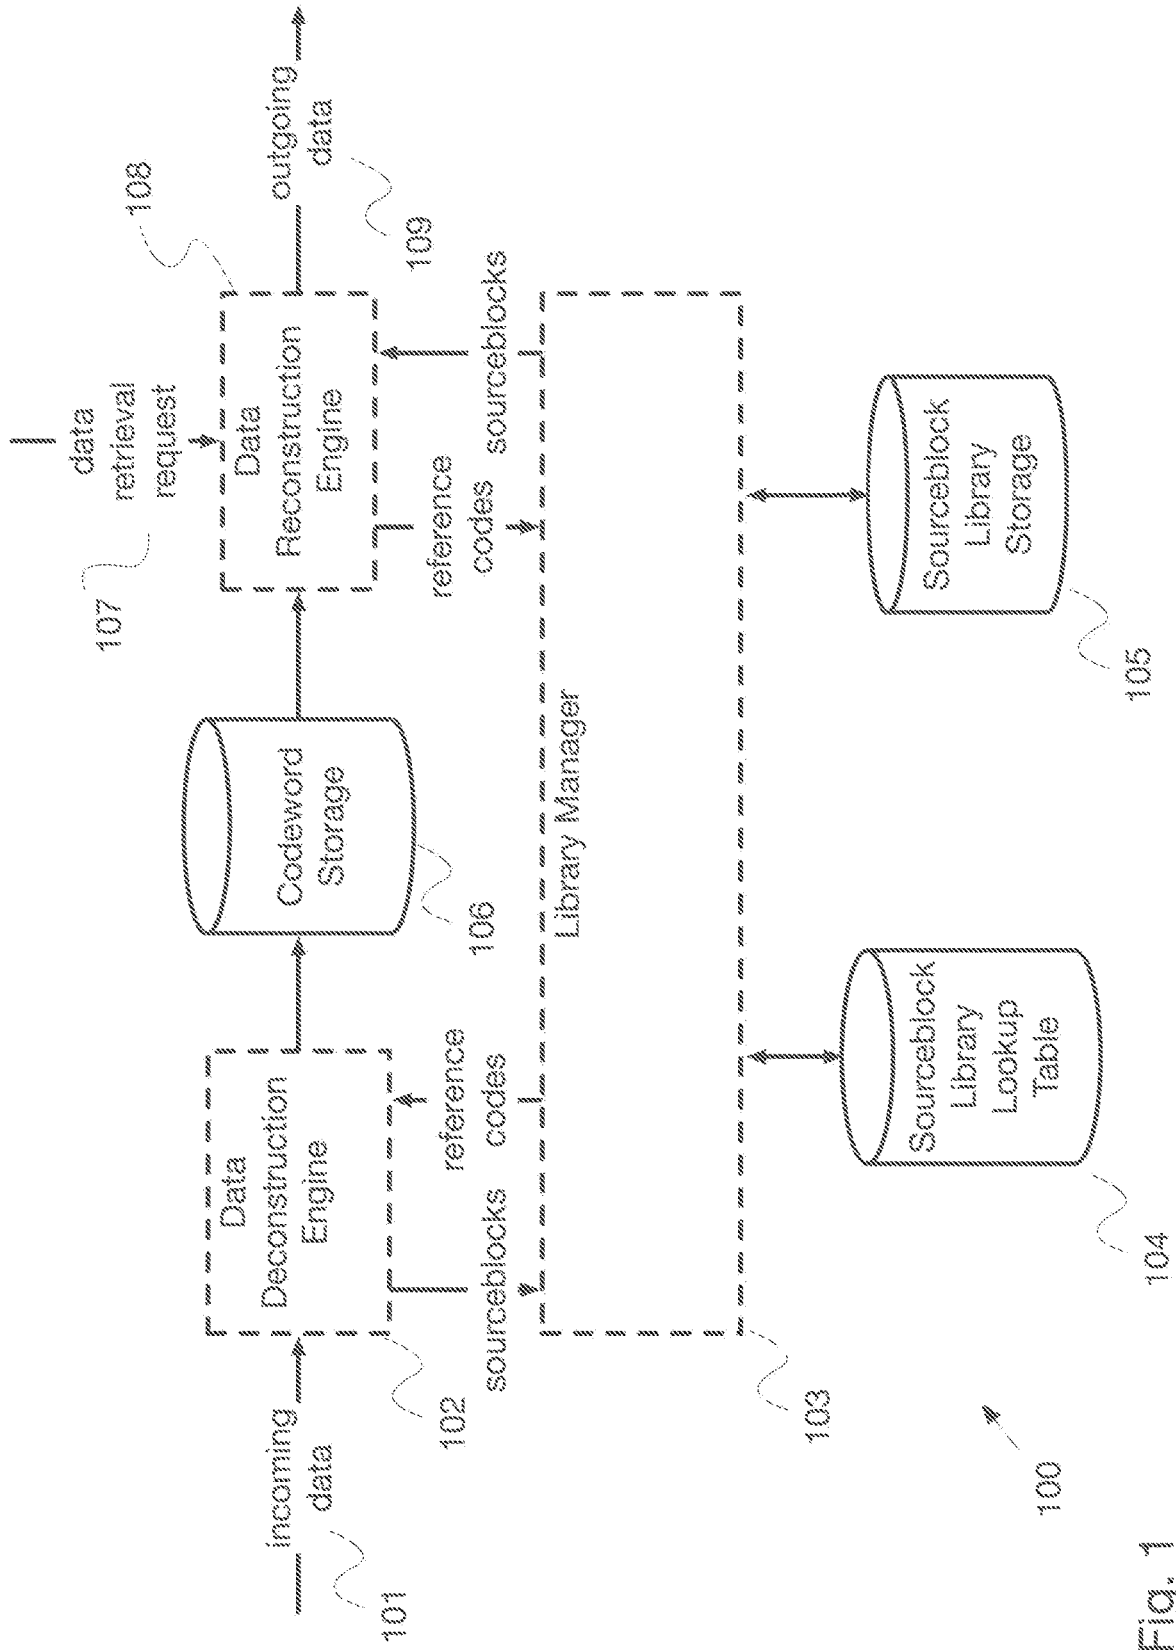 data
retrieval
request
107
108
incoming
data
101
Data
Deconstruction
Engine
102
Codeword
Storage
106
Data
Reconstruction
Engine
outgoing
data
109
sourceblocks
reference
codes
reference
codes
sourceblocks
Library Manager
103
Sourceblock
Library
Lookup
Table
104
Sourceblock
Library
Storage
105
100
Fig. 1